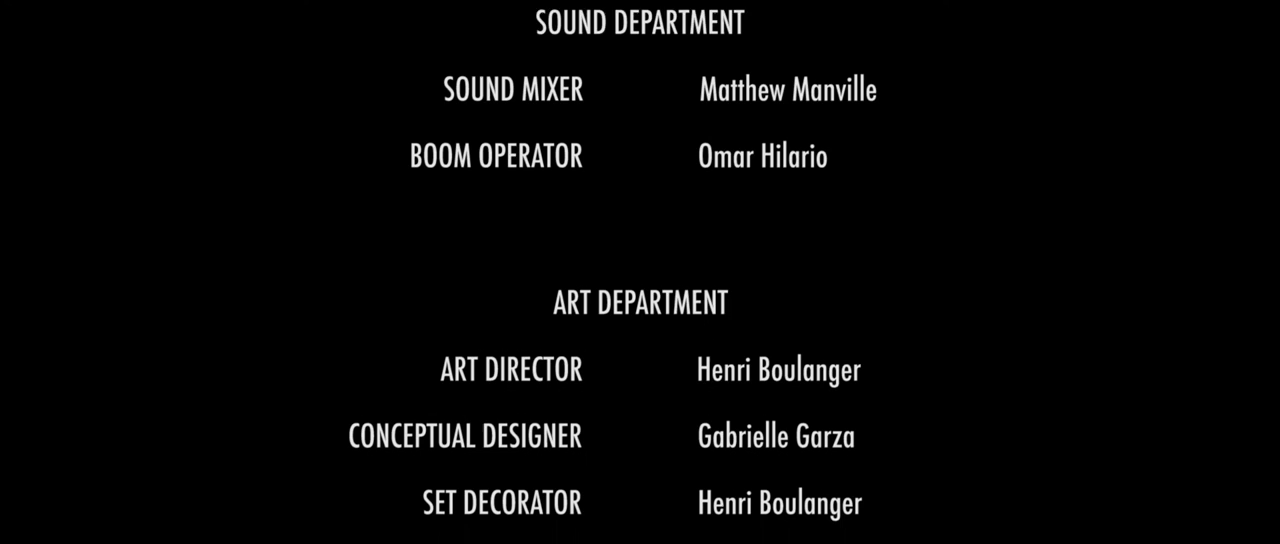 SOUND DEPARTMENT
SOUND MIXER Matthew Manville
BOOM OPERATOR Omar Hilario
ART DEPARTMENT
ART DIRECTOR Henri Boulanger
CONCEPTUAL DESIGNER Gabrielle Garza
SET DECORATOR Henri Boulanger